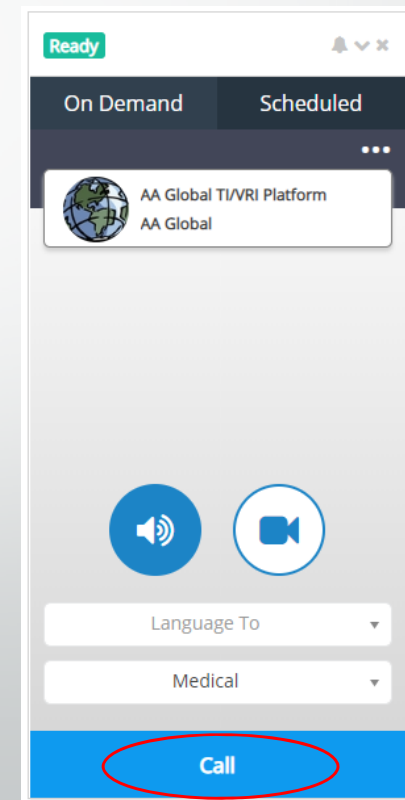 Ready
On Demand Scheduled
AA Global TI/VRI Platform
AA Global
Language To
Medical
Call